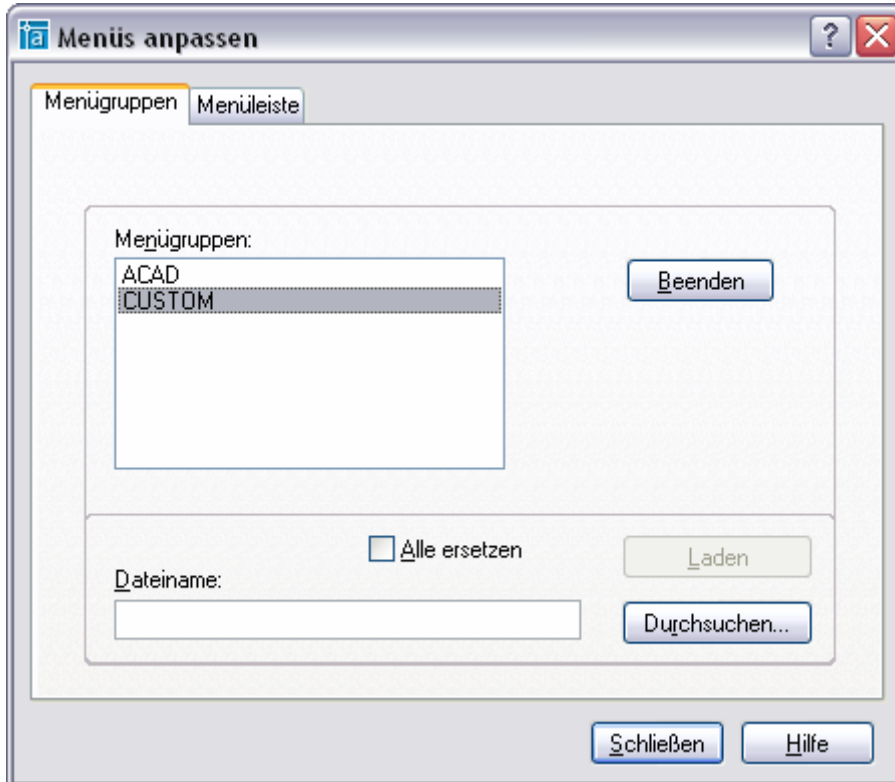 Menüs anpassen
Menügruppen Menüleiste
Menügruppen:
ACAD
CUSTOM
Beenden
Alle ersetzen
Laden
Dateiname:
Durchsuchen...
Schließen Hilfe